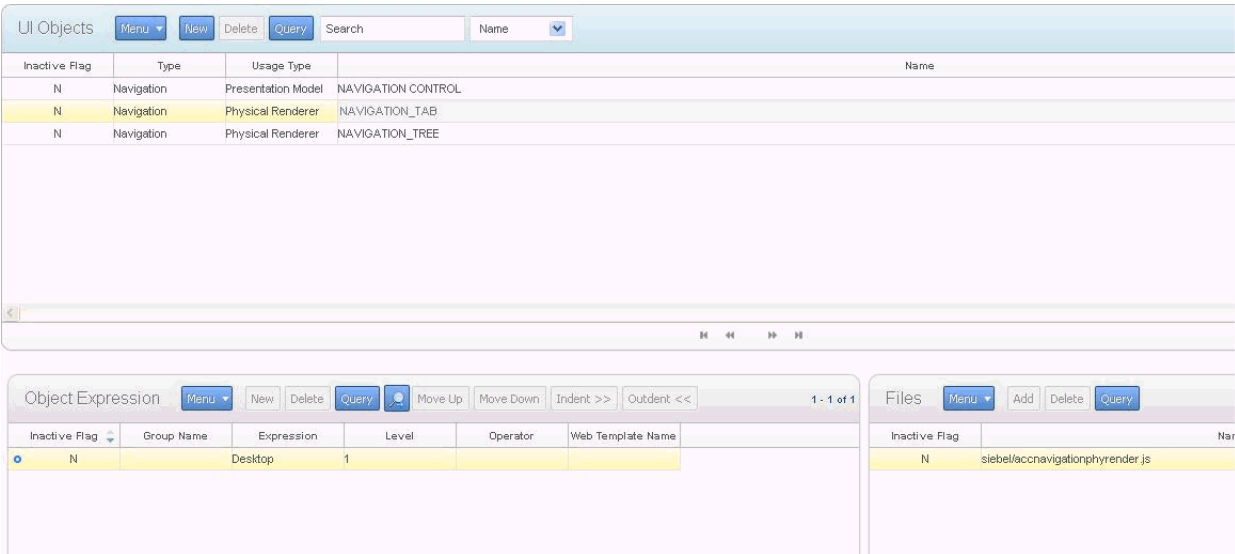 UI Objects Menu New Delete Query Search Name
Inactive Flag Type Usage Type Name
N Navigation Presentation Model NAVIGATION CONTROL
N Navigation Physical Renderer NAVIGATION_TAB
N Navigation Physical Renderer NAVIGATION_TREE
Object Expression Menu New Delete Query Move Up Move Down Indent >> Outdent << 1 - 1 of 1
Files Menu Add Delete Query
Inactive Flag Group Name Expression Level Operator Web Template Name
Inactive Flag Nar
N Desktop 1
N siebel/accnavigationphyrender.js